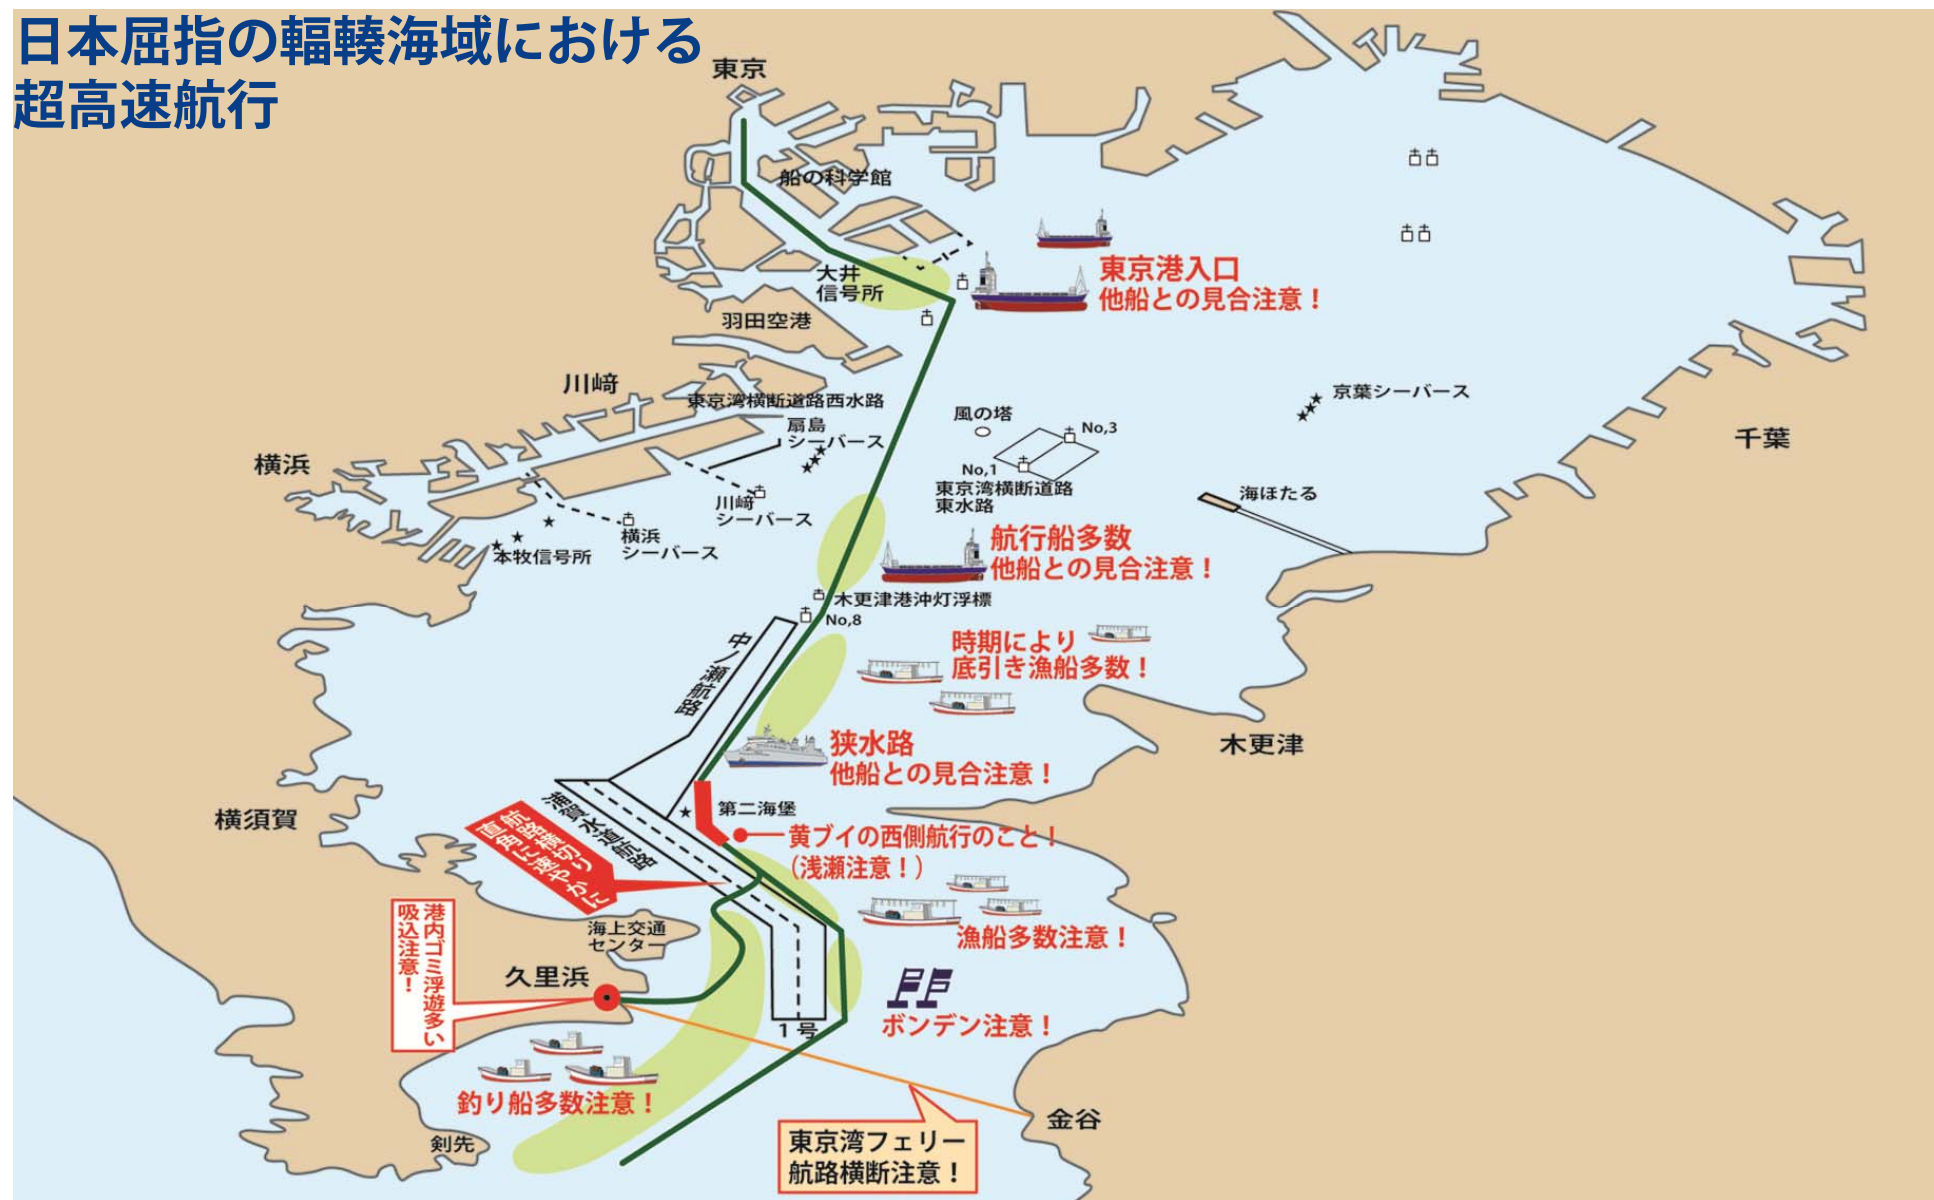 日本屈指の輻輳海域における
超高速航行
東京
船の科学館
大井
信号所
東京港入口
他船との見合注意！
羽田空港
川﨑
東京湾横断道路西水路
扇島
シーバース
風の塔
No,3
No,1
東京湾横断道路
東水路
京葉シーバース
千葉
横浜
川﨑
シーバース
海ほたる
横浜
シーバース
本牧信号所
航行船多数
他船との見合注意！
木更津港沖灯浮標
No,8
中ノ瀬航路
時期により
底引き漁船多数！
狭水路
他船との見合注意！
木更津
横須賀
浦賀水道航路
第二海堡
黄ブイの西側航行のこと！
（浅瀬注意！）
航路横切り
直角に速やかに
漁船多数注意！
港内ゴミ浮遊多い
吸込注意！
海上交通
センター
久里浜
1号
ボンデン注意！
釣り船多数注意！
剣先
東京湾フェリー
航路横断注意！
金谷